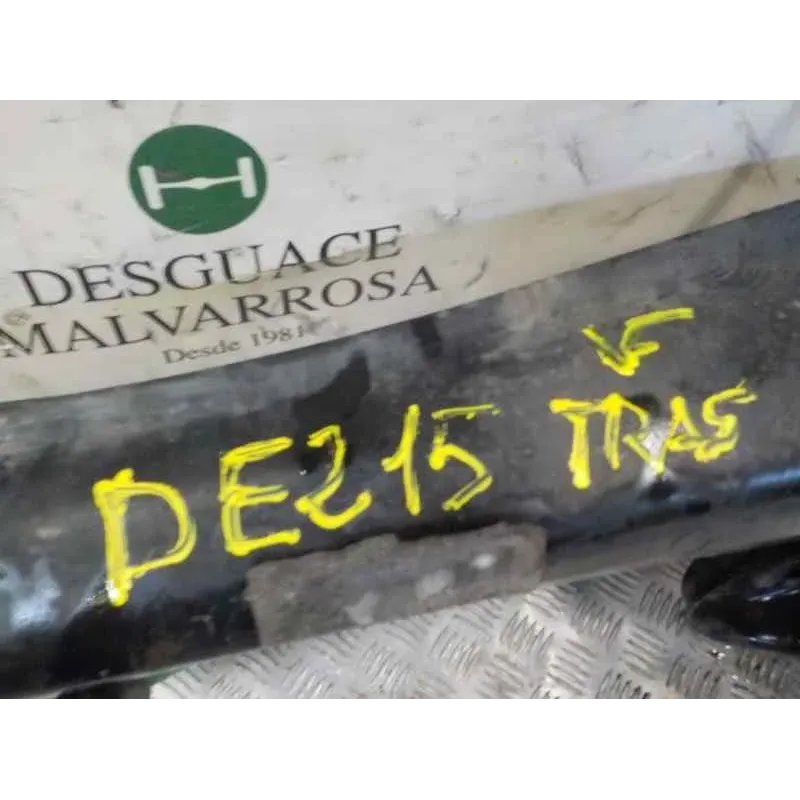 DESGUACE
MALVARROSA
Desde 1981
DE215 TRAS